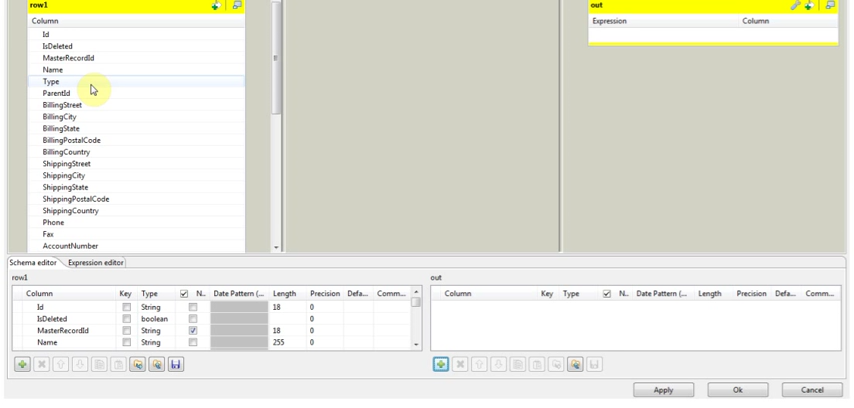 row1
out
Column
Expression Column
Id
IsDeleted
MasterRecordId
Name
Type
ParentId
BillingStreet
BillingCity
BillingState
BillingPostalCode
BillingCountry
ShippingStreet
ShippingCity
ShippingState
ShippingPostalCode
ShippingCountry
Phone
Fax
AccountNumber
Schema editor Expression editor
row1
out
Column Key Type N.. Date Pattern (... Length Precision Defa... Comm...
Column Key Type N.. Date Pattern (... Length Precision Defa... Comm...
Id String 18 0
IsDeleted boolean 0
MasterRecordId String 18 0
Name String 255 0
Apply Ok Cancel